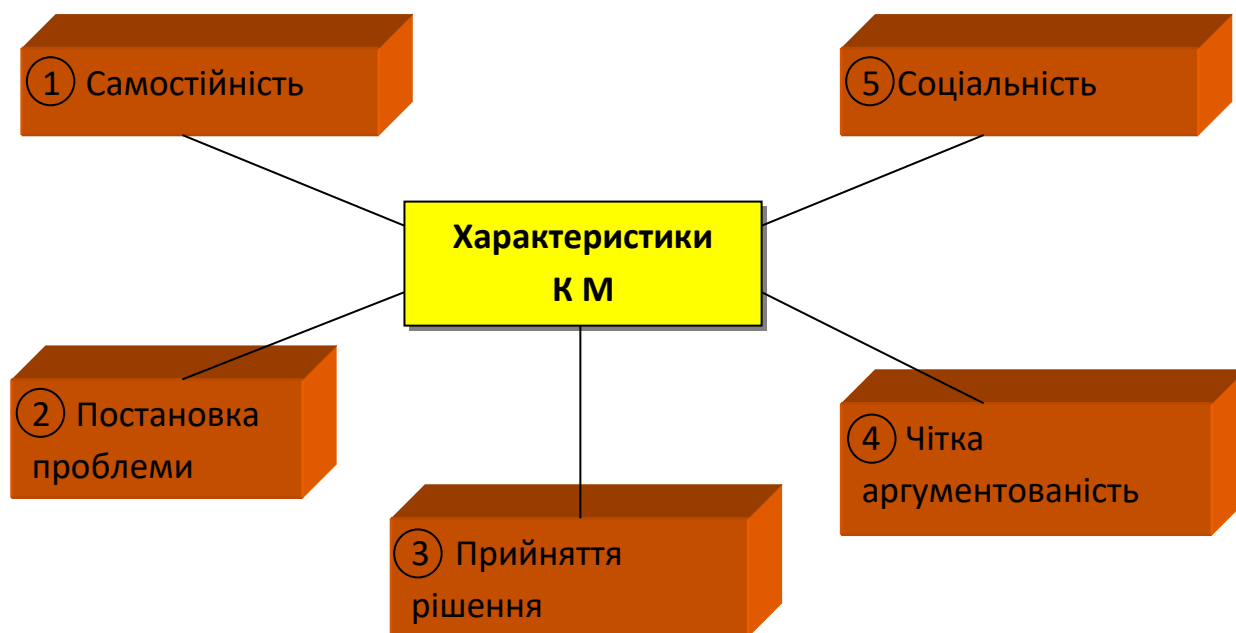 1 Самостійність
5 Соціальність
Характеристики
К М
2 Постановка
проблеми
4 Чітка
аргументованість
3 Прийняття
рішення